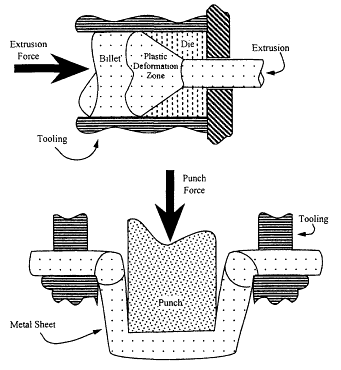 Extrusion
Force
Billet
Plastic
Deformation
Zone
Die
Extrusion
Tooling
Punch
Force
Tooling
Punch
Metal Sheet